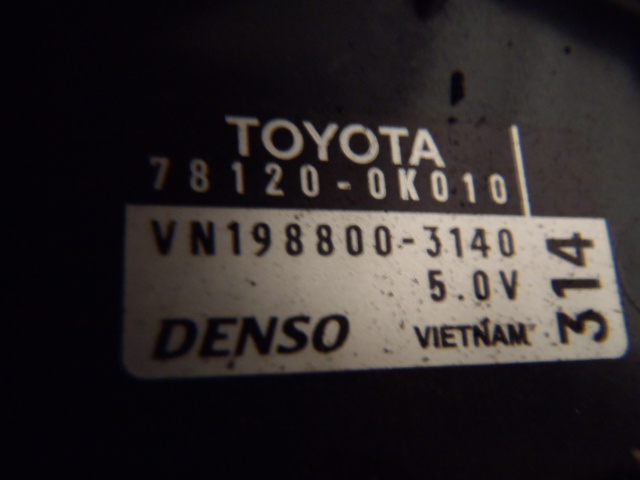 TOYOTA
78120-0K010
VN198800-3140
5.0V
DENSO VIETNAM
314